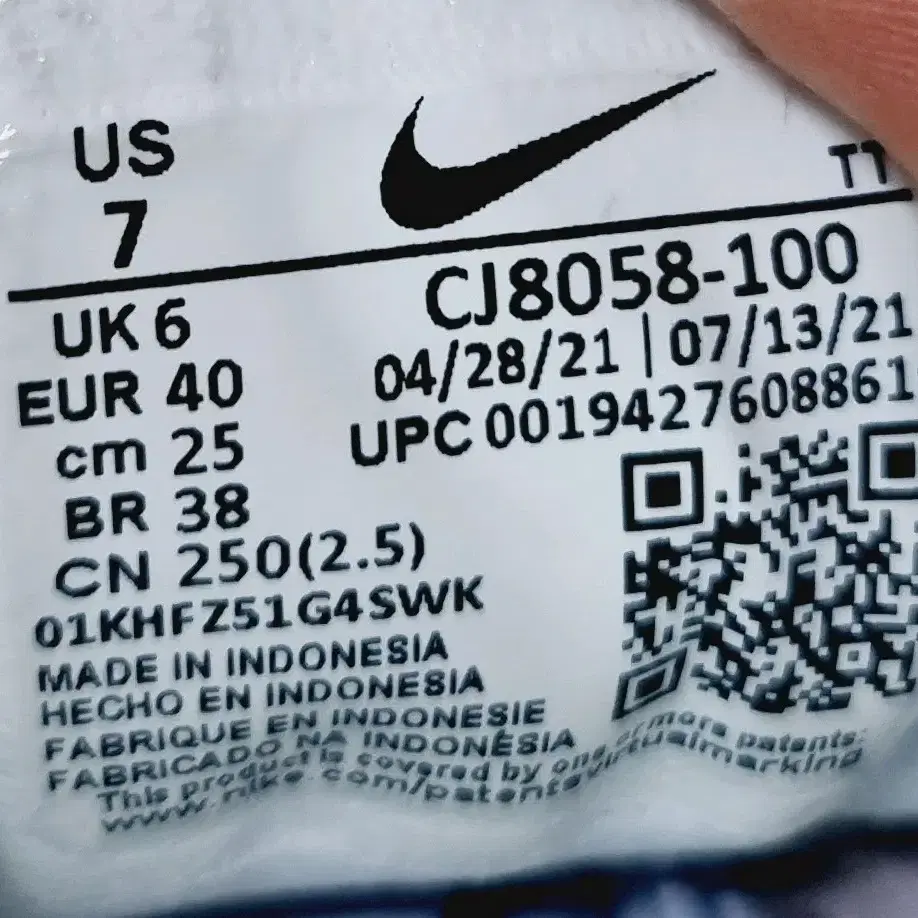 US
7
TT
UK 6
EUR 40
cm 25
BR 38
CN 250(2.5)
CJ8058-100
04/28/21 | 07/13/21
UPC 0019427608861
01KHFZ51G4SWK
MADE IN INDONESIA
HECHO EN INDONESIA
FABRIQUE EN INDONESIE
FABRICADO NA INDONÉSIA
This product is covered by one or more patents:
www.nike.com/patentsvirtualmarking